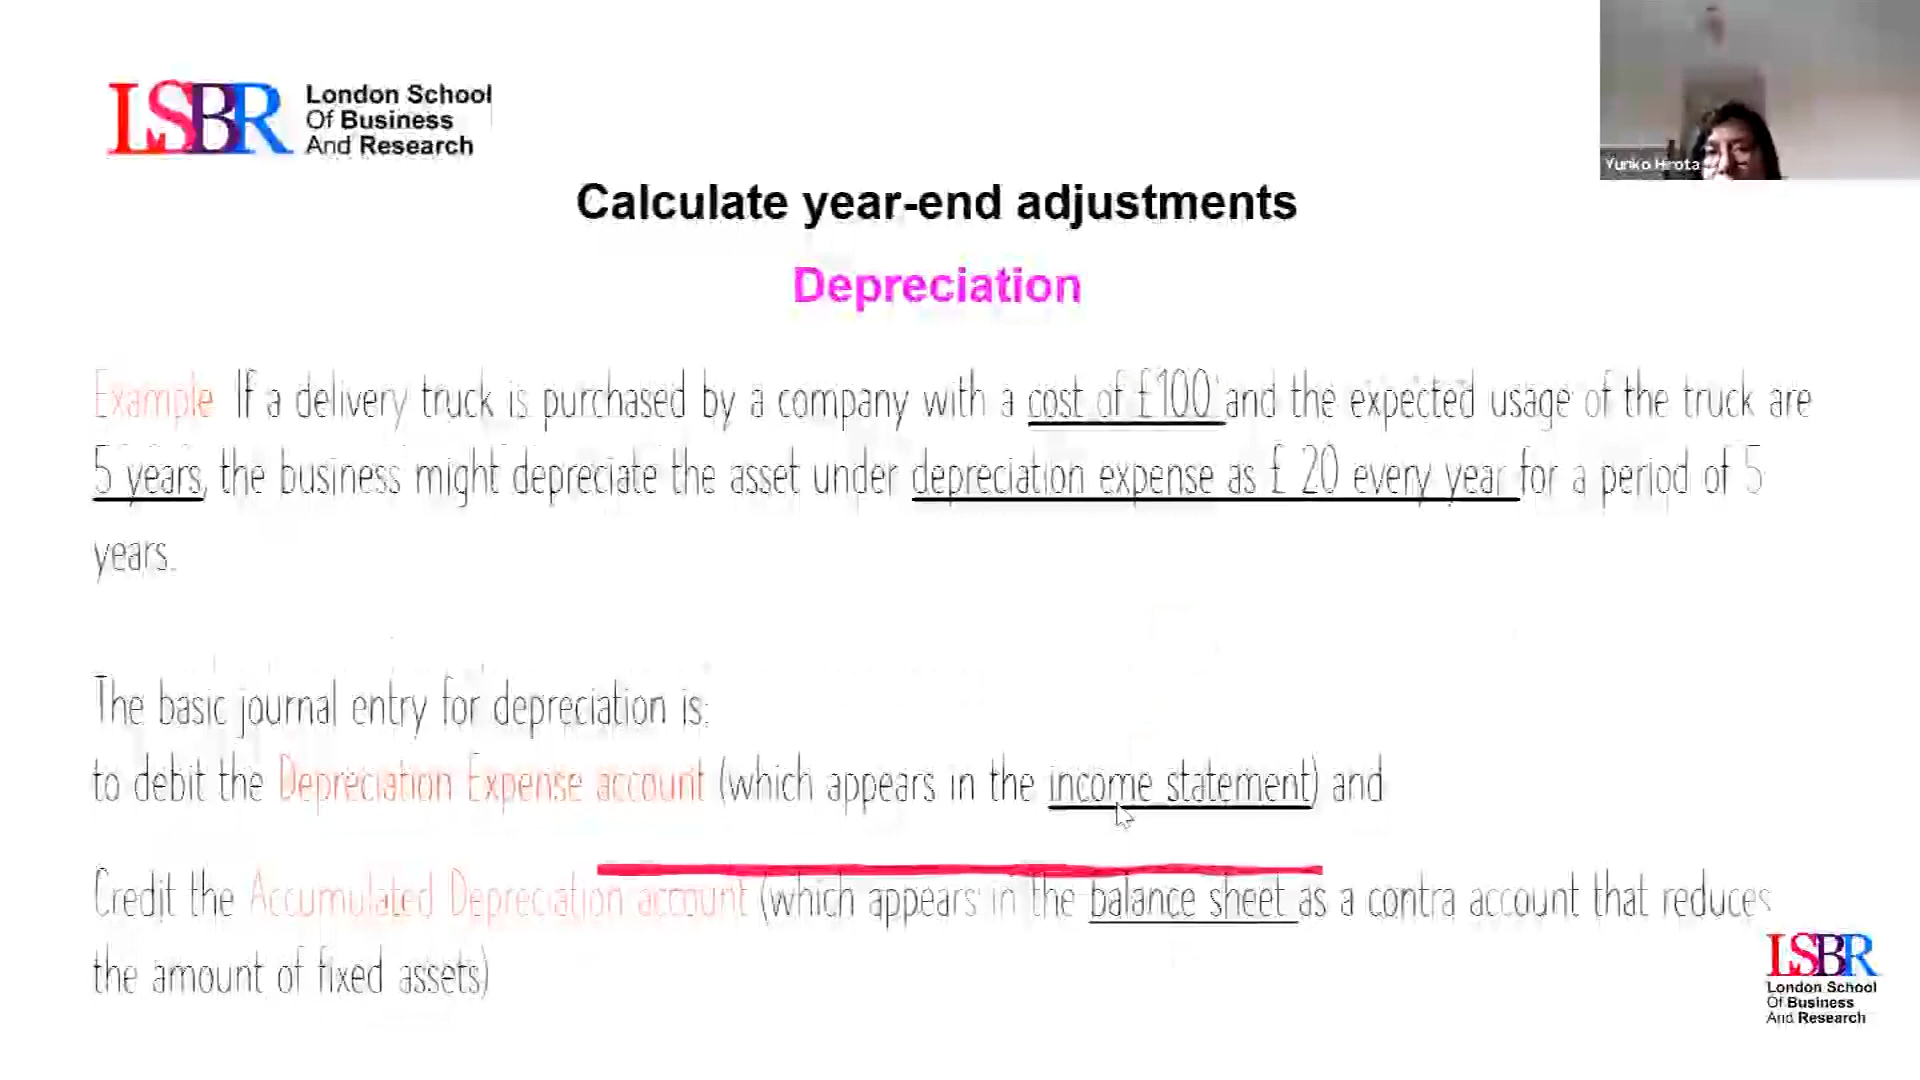 LSBR London School
Of Business
And Research
Yuriko Hirota
Calculate year-end adjustments
Depreciation
Example If a delivery truck is purchased by a company with a cost of £100 and the expected usage of the truck are
5 years, the business might depreciate the asset under depreciation expense as £ 20 every year for a period of 5
years.
The basic journal entry for depreciation is:
to debit the Depreciation Expense account (which appears in the income statement) and
Credit the Accumulated Depreciation account (which appears in the balance sheet as a contra account that reduces
the amount of fixed assets)
LSBR
London School
Of Business
And Research